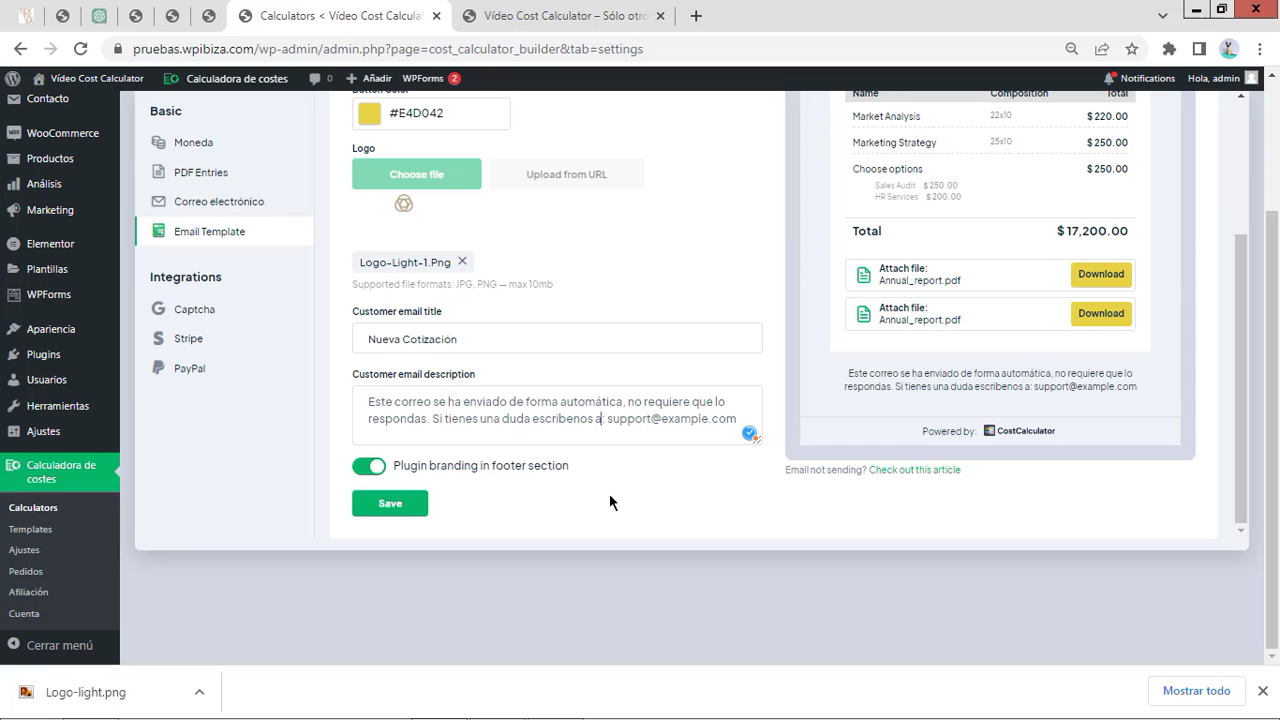 Calculators < Vídeo Cost Calcula
Vídeo Cost Calculator – Sólo otro
pruebas.wpibiza.com/wp-admin/admin.php?page=cost_calculator_builder&tab=settings
Vídeo Cost Calculator
Calculadora de costes
0
Añadir
WPForms 2
Notifications
Hola, admin
Contacto
WooCommerce
Productos
Análisis
Marketing
Elementor
Plantillas
WPForms
Apariencia
Plugins
Usuarios
Herramientas
Ajustes
Calculadora de
costes
Calculators
Templates
Ajustes
Pedidos
Afiliación
Cuenta
Cerrar menú
Basic
Moneda
PDF Entries
Correo electrónico
Email Template
Integrations
Captcha
Stripe
PayPal
Button Color
#E4D042
Logo
Choose file
Upload from URL
Logo-Light-1.Png
Supported file formats: JPG, PNG — max 10mb
Customer email title
Nueva Cotización
Customer email description
Este correo se ha enviado de forma automática, no requiere que lo
respondas. Si tienes una duda escribenos a: support@example.com
Plugin branding in footer section
Save
Name Composition Total
Market Analysis 22x10 $ 220.00
Marketing Strategy 25x10 $ 250.00
Choose options $ 250.00
Sales Audit $ 250.00
HR Services $ 200.00
Total $ 17,200.00
Attach file:
Annual_report.pdf
Download
Attach file:
Annual_report.pdf
Download
Este correo se ha enviado de forma automática, no requiere que lo
respondas. Si tienes una duda escribenos a: support@example.com
Powered by: CostCalculator
Email not sending? Check out this article
Logo-light.png
Mostrar todo